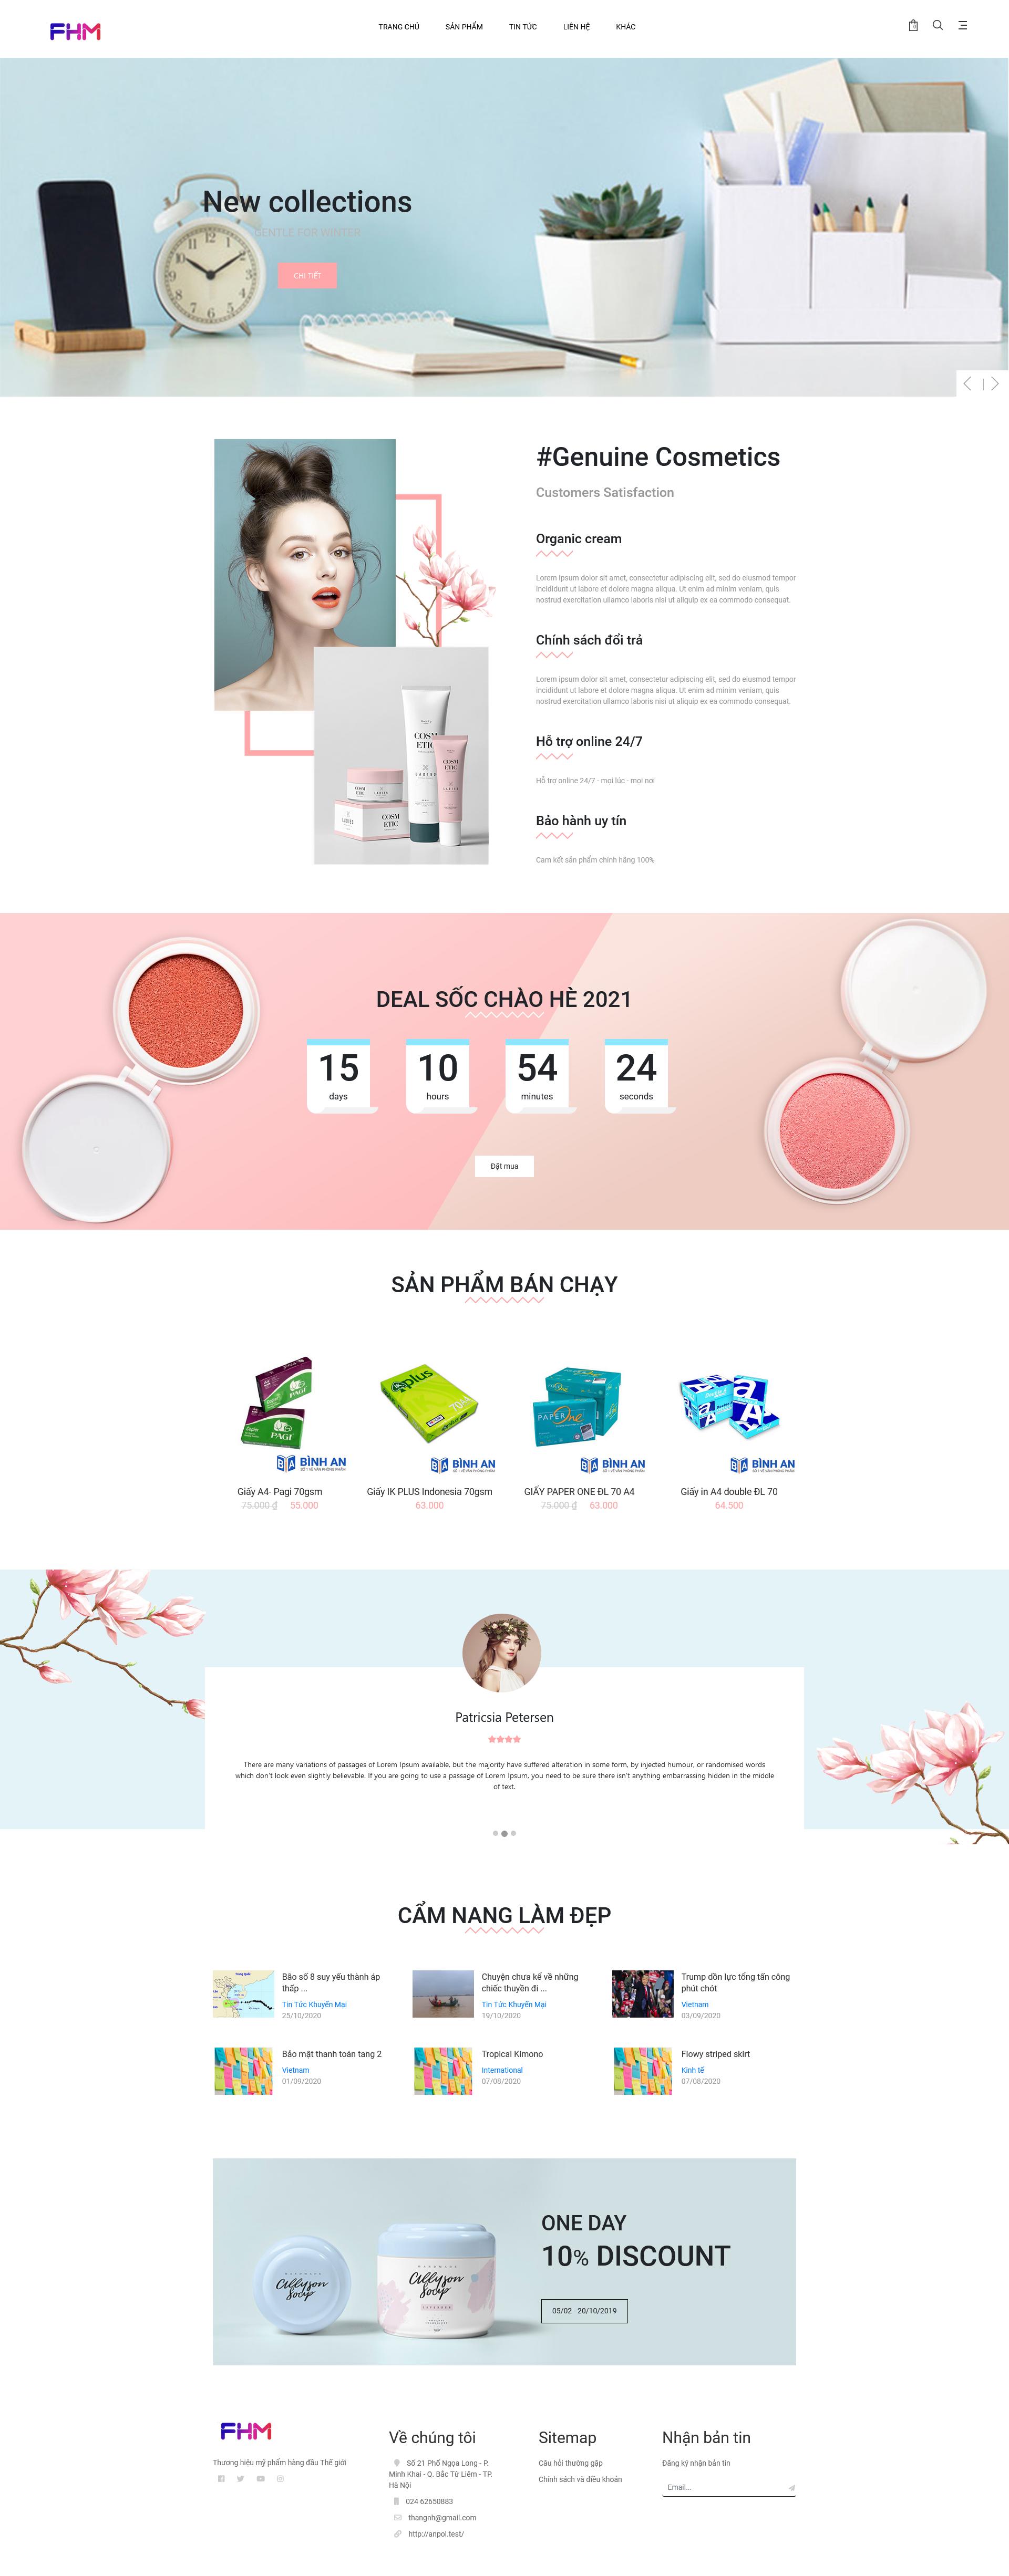 FHM
TRANG CHỦ
SẢN PHẨM
TIN TỨC
LIÊN HỆ
KHÁC
New collections
GENTLE FOR WINTER
CHI TIẾT
#Genuine Cosmetics
Customers Satisfaction
Organic cream
Lorem ipsum dolor sit amet, consectetur adipiscing elit, sed do eiusmod tempor
incididunt ut labore et dolore magna aliqua. Ut enim ad minim veniam, quis
nostrud exercitation ullamco laboris nisi ut aliquip ex ea commodo consequat.
Chính sách đổi trả
Lorem ipsum dolor sit amet, consectetur adipiscing elit, sed do eiusmod tempor
incididunt ut labore et dolore magna aliqua. Ut enim ad minim veniam, quis
nostrud exercitation ullamco laboris nisi ut aliquip ex ea commodo consequat.
Hỗ trợ online 24/7
Hỗ trợ online 24/7 - mọi lúc - mọi nơi
Bảo hành uy tín
Cam kết sản phẩm chính hãng 100%
COSM
ETIC
LADIES
DEAL SỐC CHÀO HÈ 2021
15
days
10
hours
54
minutes
24
seconds
Đặt mua
SẢN PHẨM BÁN CHẠY
PAGI
BÌNH AN
Giấy A4- Pagi 70gsm
75.000 ₫ 55.000
plus
BÌNH AN
Giấy IK PLUS Indonesia 70gsm
63.000
PAPER One
BÌNH AN
GIẤY PAPER ONE ĐL 70 A4
75.000 ₫ 63.000
Double A
BÌNH AN
Giấy in A4 double ĐL 70
64.500
Patricsia Petersen
There are many variations of passages of Lorem Ipsum available, but the majority have suffered alteration in some form, by injected humour, or randomised words
which don't look even slightly believable. If you are going to use a passage of Lorem Ipsum, you need to be sure there isn't anything embarrassing hidden in the middle
of text.
CẨM NANG LÀM ĐẸP
Bão số 8 suy yếu thành áp
thấp ...
Tin Tức Khuyến Mại
25/10/2020
Chuyện chưa kể về những
chiếc thuyền đi ...
Tin Tức Khuyến Mại
19/10/2020
Trump dồn lực tổng tấn công
phút chót
Vietnam
03/09/2020
Bảo mật thanh toán tang 2
Vietnam
01/09/2020
Tropical Kimono
International
07/08/2020
Flowy striped skirt
Kinh tế
07/08/2020
Allyson
Soap
Allyson
Soap
ONE DAY
10% DISCOUNT
05/02 - 20/10/2019
FHM
Thương hiệu mỹ phẩm hàng đầu Thế giới
Về chúng tôi
Số 21 Phố Ngọa Long - P.
Minh Khai - Q. Bắc Từ Liêm - TP.
Hà Nội
024 62650883
thangnh@gmail.com
http://anpol.test/
Sitemap
Câu hỏi thường gặp
Chính sách và điều khoản
Nhận bản tin
Đăng ký nhận bản tin
Email...